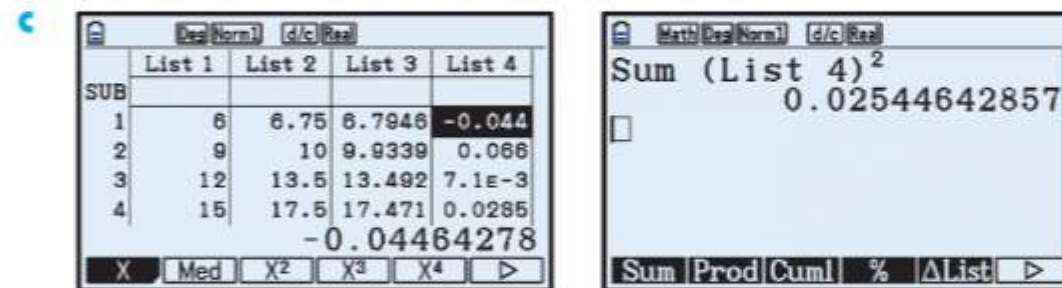 c
Deg Norm1 d/c Real
List 1 List 2 List 3 List 4
SUB
1 6 6.75 6.7946 -0.044
2 9 10 9.9339 0.066
3 12 13.5 13.492 7.1E-3
4 15 17.5 17.471 0.0285
-0.04464278
X Med X² X³ X⁴ ▷
Math Deg Norm1 d/c Real
Sum (List 4)²
0.02544642857
Sum Prod Cuml % ΔList ▷